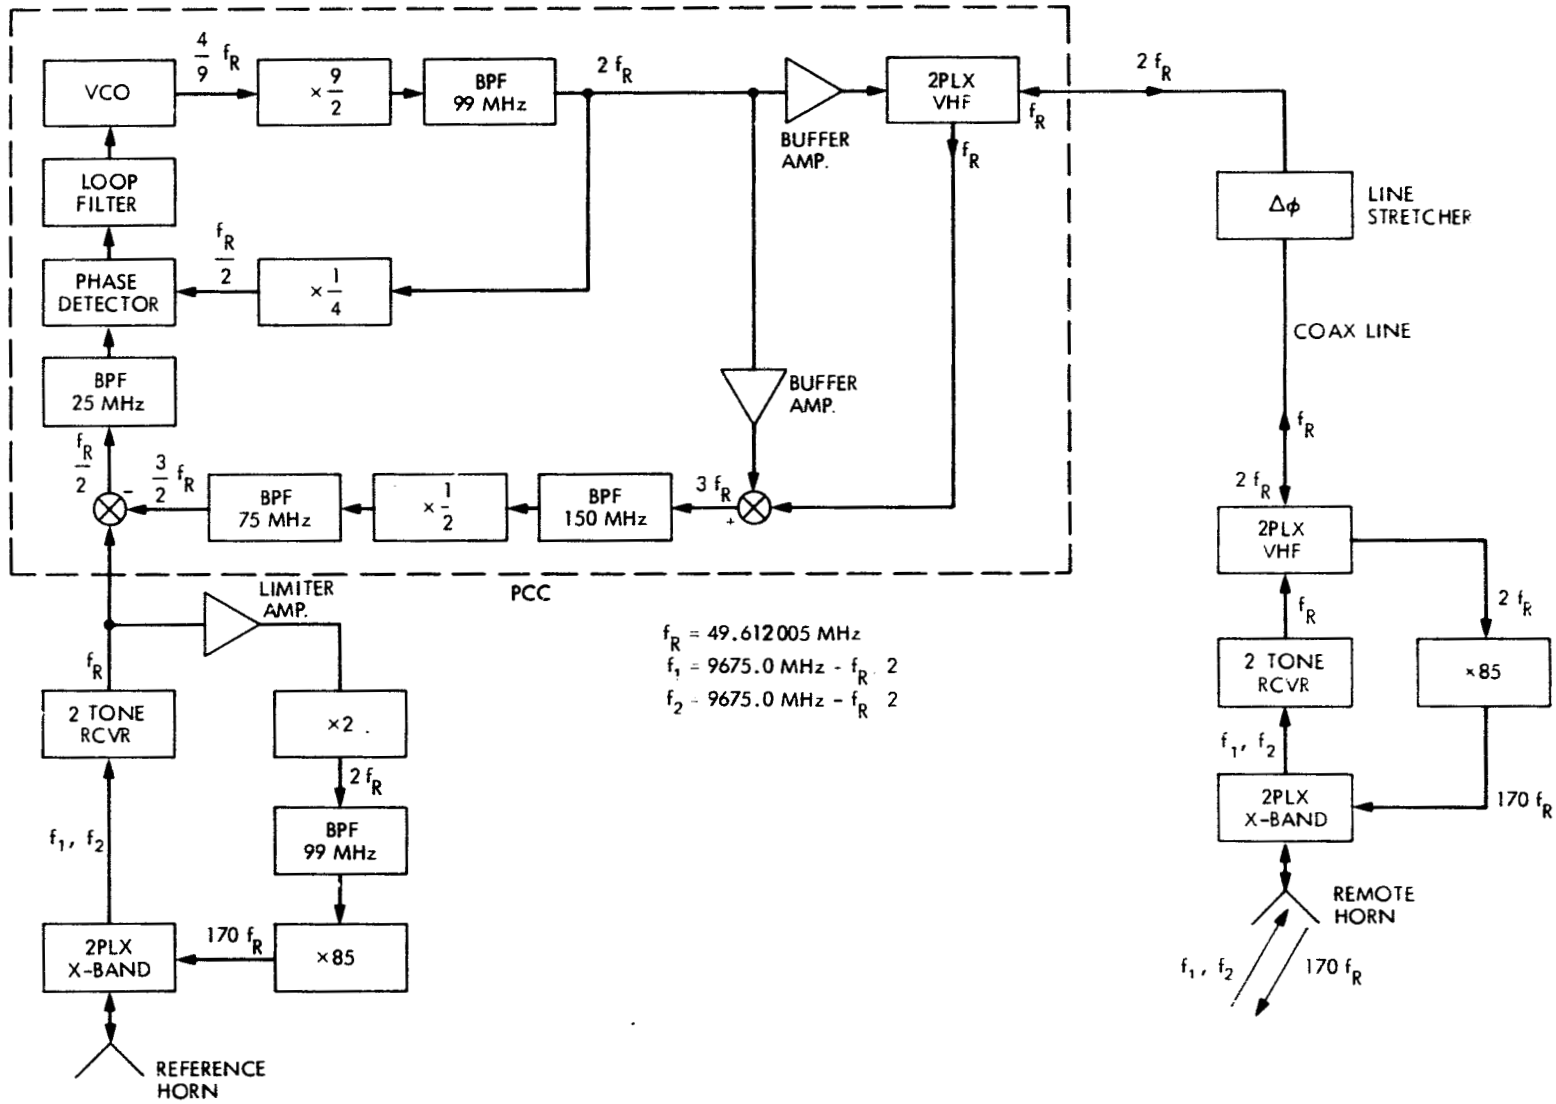 4/9 f_R
2 f_R
2 f_R
VCO
× 9/2
BPF
99 MHz
BUFFER
AMP.
2PLX
VHF
f_R
f_R
LOOP
FILTER
Δϕ
LINE
STRETCHER
f_R/2
PHASE
DETECTOR
× 1/4
COAX LINE
BPF
25 MHz
BUFFER
AMP.
f_R
f_R/2
-
3/2 f_R
BPF
75 MHz
× 1/2
BPF
150 MHz
3 f_R
+
2 f_R
2PLX
VHF
PCC
LIMITER
AMP.
f_R
2 f_R
f_R = 49.612005 MHz
f_1 = 9675.0 MHz - f_R 2
f_2 - 9675.0 MHz - f_R 2
f_R
2 TONE
RCVR
×2
2 TONE
RCVR
×85
2 f_R
f_1, f_2
f_1, f_2
BPF
99 MHz
2PLX
X-BAND
170 f_R
2PLX
X-BAND
170 f_R
×85
REMOTE
HORN
f_1, f_2
170 f_R
REFERENCE
HORN